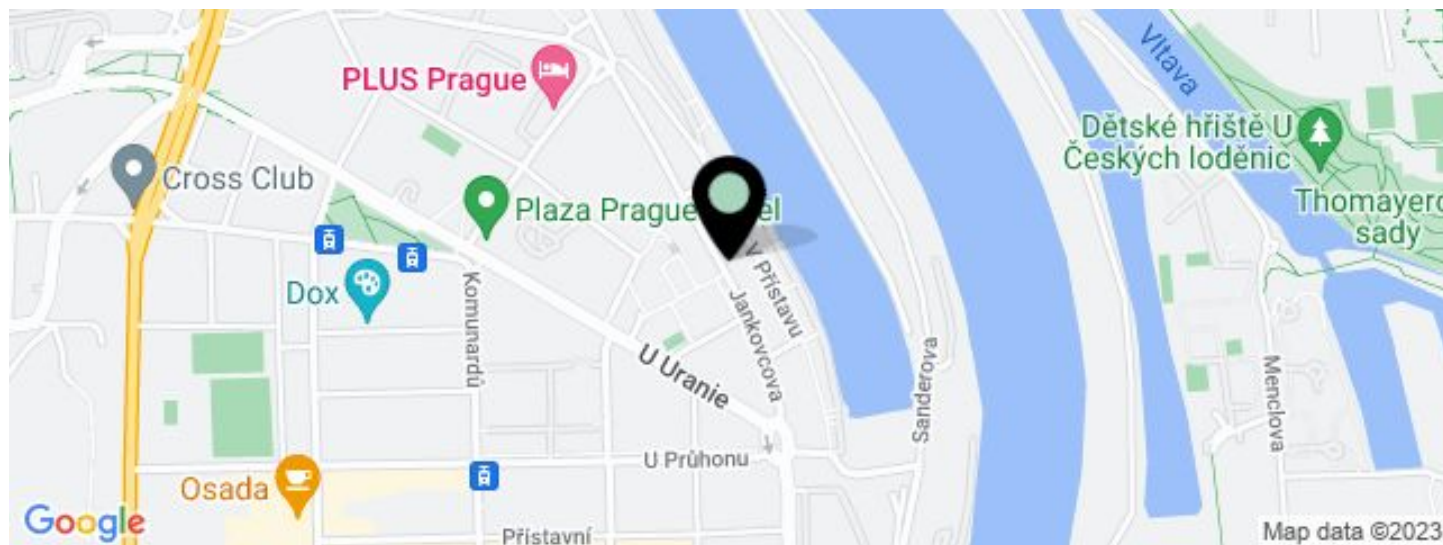 Vltava
PLUS Prague
Dětské hřiště U
Českých loděnic
Cross Club
Plaza Prague
Thomayero
sady
V Přístavu
Dox
Komunardů
Jankovcova
U Uranie
Sanderova
Menclova
U Průhonu
Osada
Google
Přístavní
Map data ©2023